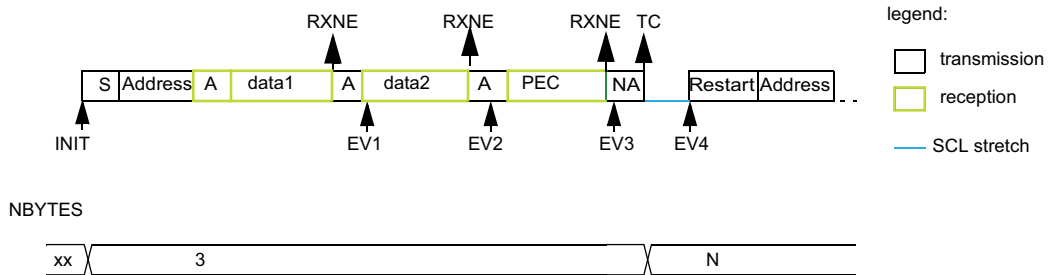 RXNE RXNE RXNE TC
legend:
S Address A data1 A data2 A PEC NA Restart Address
transmission
reception
INIT EV1 EV2 EV3 EV4
SCL stretch
NBYTES
xx 3 N